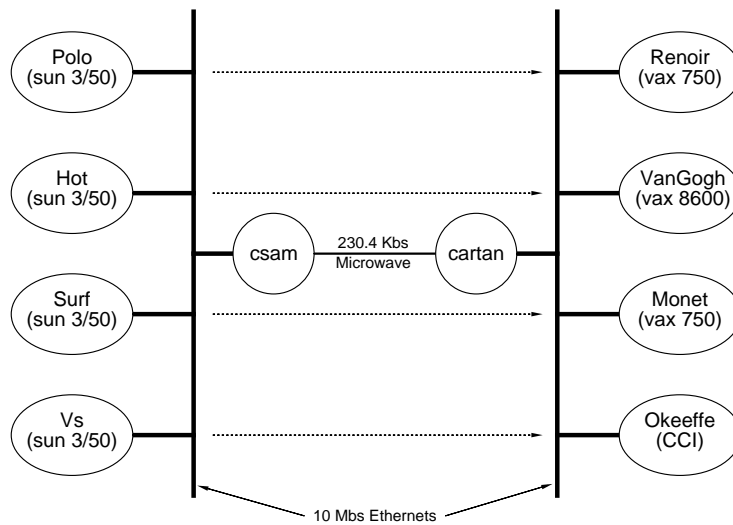 Polo
(sun 3/50)
Renoir
(vax 750)
Hot
(sun 3/50)
VanGogh
(vax 8600)
csam
230.4 Kbs
Microwave
cartan
Surf
(sun 3/50)
Monet
(vax 750)
Vs
(sun 3/50)
Okeeffe
(CCI)
10 Mbs Ethernets